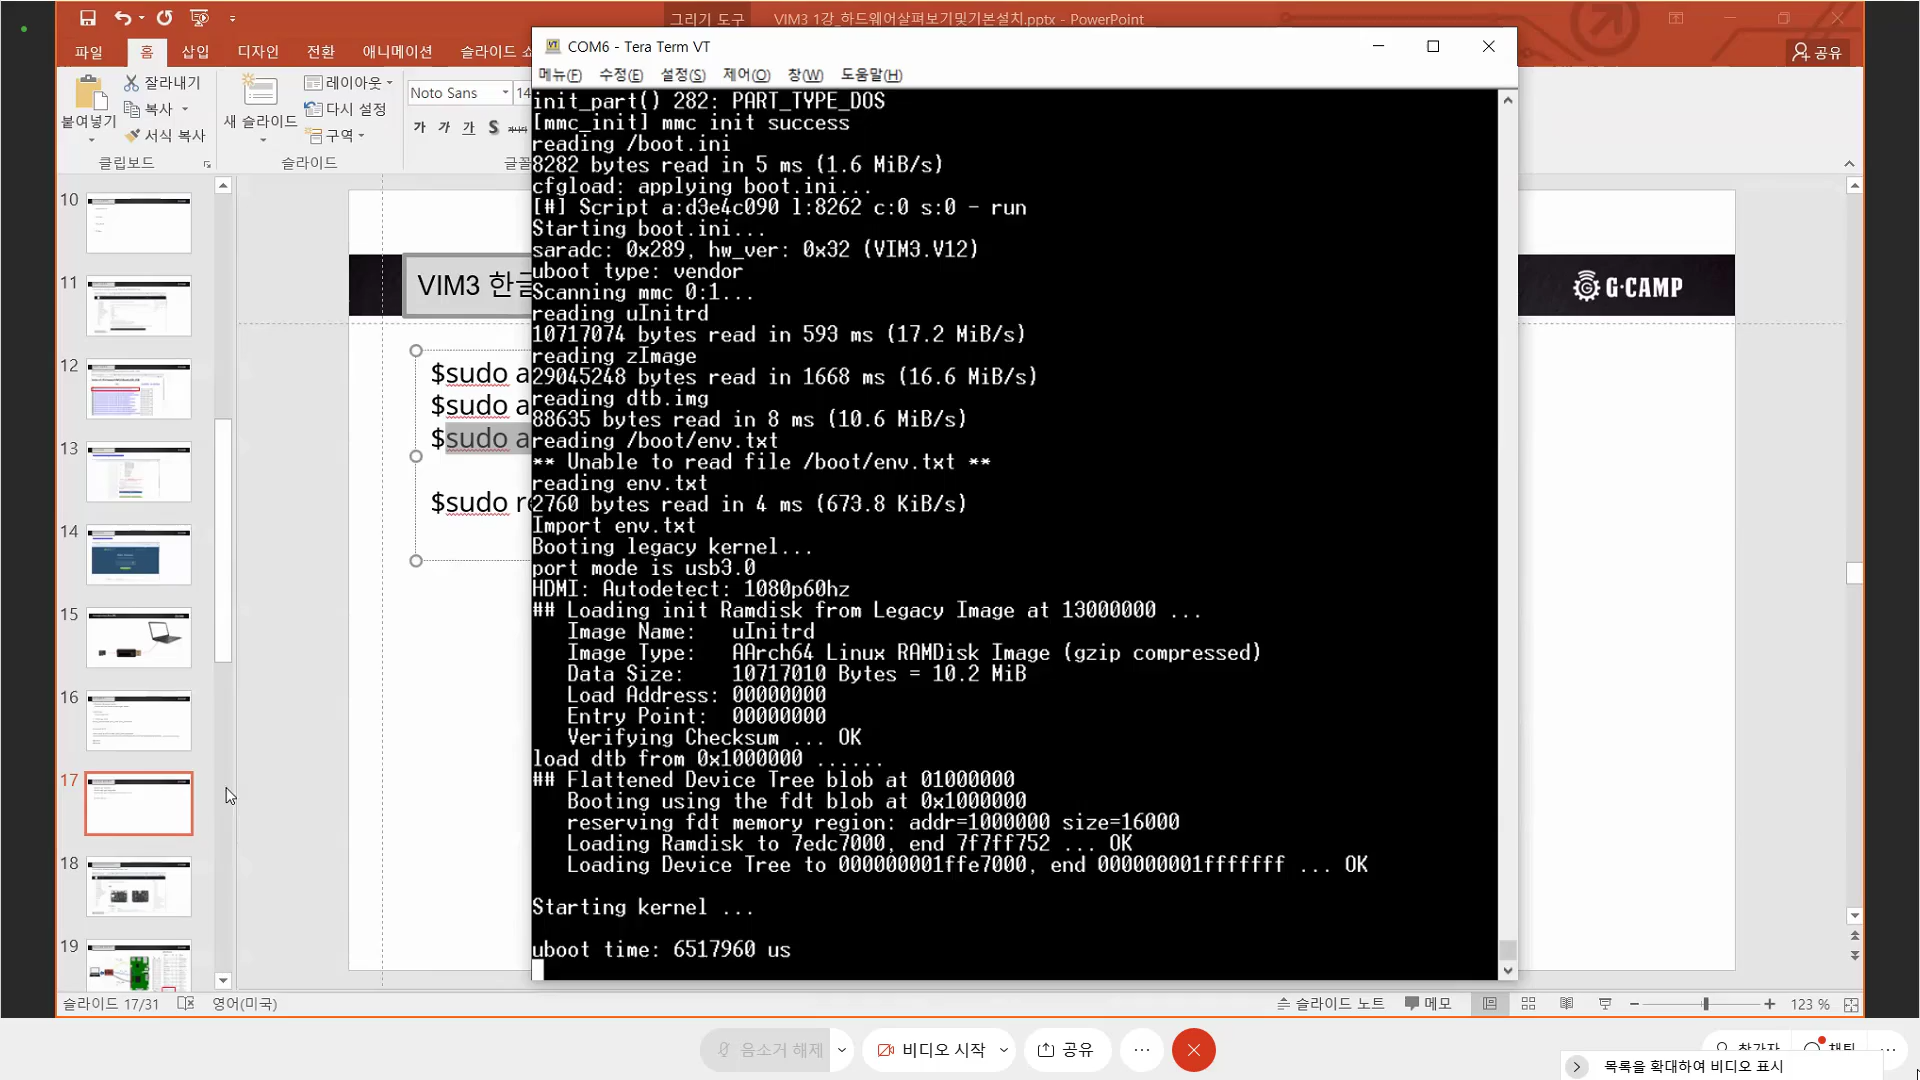 그리기 도구
VIM3 1강_하드웨어살펴보기및기본설치.pptx - PowerPoint
파일
홈
삽입
디자인
전환
애니메이션
슬라이드 쇼
공유
붙여넣기
잘라내기
복사
서식 복사
클립보드
새 슬라이드
레이아웃
다시 설정
구역
슬라이드
Noto Sans
14
가 가 가 S
글꼴
COM6 - Tera Term VT
메뉴(F) 수정(E) 설정(S) 제어(O) 창(W) 도움말(H)
init_part() 282: PART_TYPE_DOS
[mmc_init] mmc init success
reading /boot.ini
8282 bytes read in 5 ms (1.6 MiB/s)
cfgload: applying boot.ini...
[#] Script a:d3e4c090 l:8262 c:0 s:0 - run
Starting boot.ini...
saradc: 0x289, hw_ver: 0x32 (VIM3.V12)
uboot type: vendor
Scanning mmc 0:1...
reading uInitrd
10717074 bytes read in 593 ms (17.2 MiB/s)
reading zImage
29045248 bytes read in 1668 ms (16.6 MiB/s)
reading dtb.img
88635 bytes read in 8 ms (10.6 MiB/s)
reading /boot/env.txt
** Unable to read file /boot/env.txt **
reading env.txt
2760 bytes read in 4 ms (673.8 KiB/s)
Import env.txt
Booting legacy kernel...
port mode is usb3.0
HDMI: Autodetect: 1080p60hz
## Loading init Ramdisk from Legacy Image at 13000000 ...
Image Name: uInitrd
Image Type: AArch64 Linux RAMDisk Image (gzip compressed)
Data Size: 10717010 Bytes = 10.2 MiB
Load Address: 00000000
Entry Point: 00000000
Verifying Checksum ... OK
load dtb from 0x1000000 ......
## Flattened Device Tree blob at 01000000
Booting using the fdt blob at 0x1000000
reserving fdt memory region: addr=1000000 size=16000
Loading Ramdisk to 7edc7000, end 7f7ff752 ... OK
Loading Device Tree to 000000001ffe7000, end 000000001fffffff ... OK
Starting kernel ...
uboot time: 6517960 us
10
11
12
13
14
15
16
17
18
19
VIM3 한글
G·CAMP
$sudo a
$sudo a
$sudo a
$sudo re
슬라이드 17/31
영어(미국)
슬라이드 노트
메모
123 %
음소거 해제
비디오 시작
공유
참가자
채팅
목록을 확대하여 비디오 표시